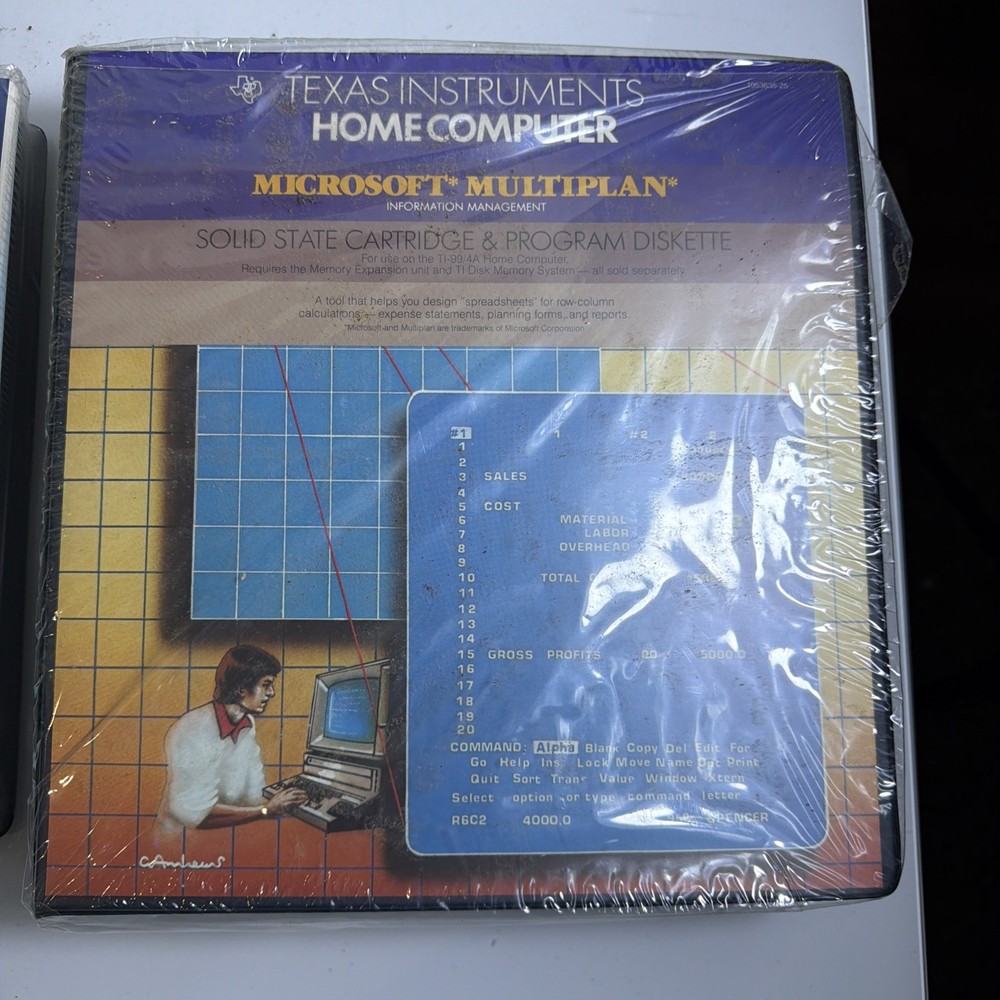 TEXAS INSTRUMENTS
HOME COMPUTER
MICROSOFT* MULTIPLAN*
INFORMATION MANAGEMENT
SOLID STATE CARTRIDGE & PROGRAM DISKETTE
For use on the TI-99/4A Home Computer.
Requires the Memory Expansion unit and TI Disk Memory System — all sold separately.
A tool that helps you design "spreadsheets" for row-column
calculations — expense statements, planning forms, and reports.
*Microsoft and Multiplan are trademarks of Microsoft Corporation
#1 1 #2
1
2
3 SALES
4
5 COST
6 MATERIAL
7 LABOR
8 OVERHEAD
9
10 TOTAL
11
12
13
14
15 GROSS PROFITS 5000.0
16
17
18
19
20
COMMAND: Alpha Blank Copy Del Edit
Go Help Ins Lock Move Name Opt Print
Quit Sort Value Window Xtern
Select option or type command letter
R6C2 4000.0 SPENCER
C Andrews